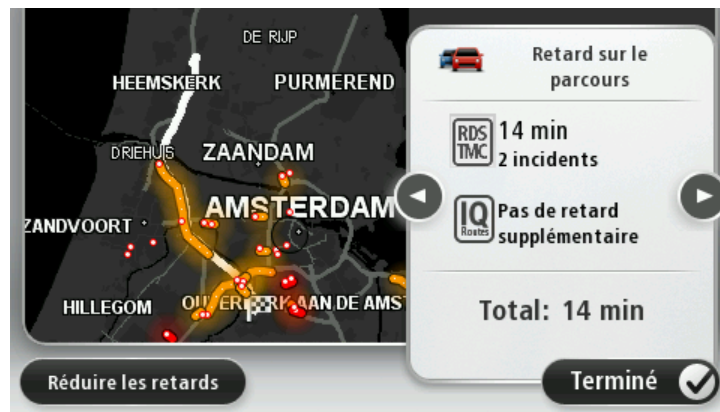 DE RIJP
HEEMSKERK
PURMEREND
DRIEHUIS
ZAANDAM
AMSTERDAM
ZANDVOORT
HILLEGOM
AAN DE AMST
Réduire les retards
Retard sur le
parcours
RDS
TMC
14 min
2 incidents
IQ
Routes
Pas de retard
supplémentaire
Total: 14 min
Terminé